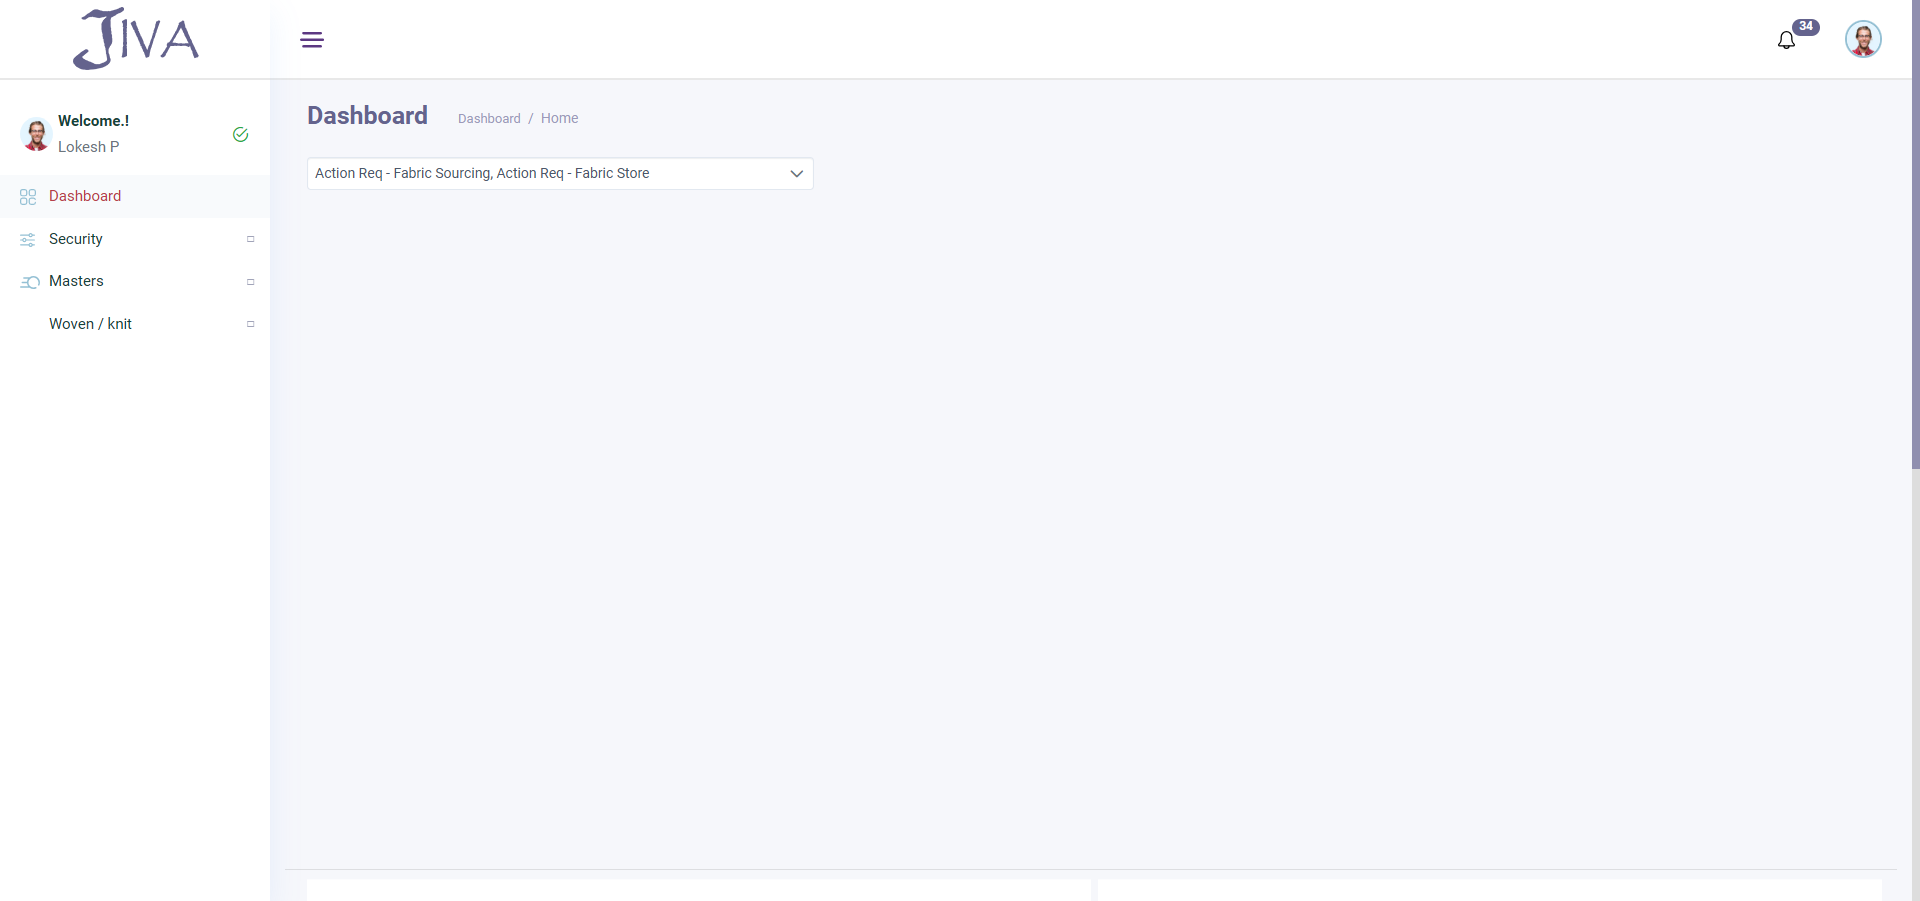 JIVA
34
Welcome.!
Lokesh P
Dashboard
Security
Masters
Woven / knit
Dashboard
Dashboard / Home
Action Req - Fabric Sourcing, Action Req - Fabric Store